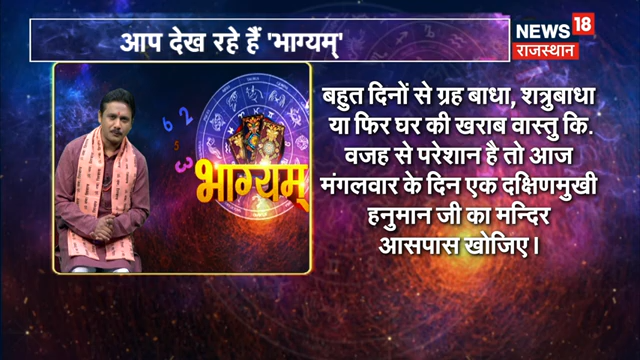 आप देख रहे हैं 'भाग्यम्'
NEWS 18
राजस्थान
भाग्यम्
बहुत दिनों से ग्रह बाधा, शत्रुबाधा
या फिर घर की खराब वास्तु कि.
वजह से परेशान है तो आज
मंगलवार के दिन एक दक्षिणमुखी
हनुमान जी का मन्दिर
आसपास खोजिए।